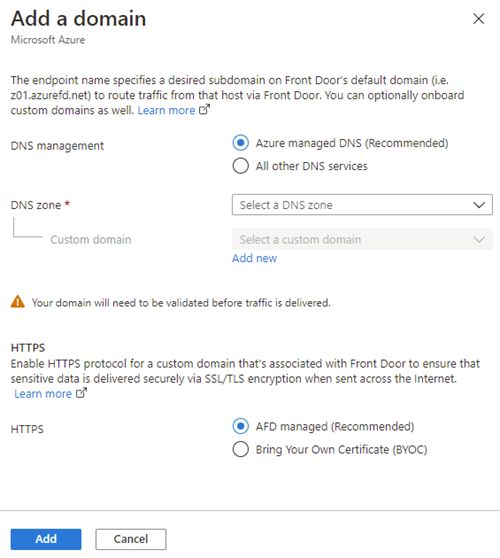 Add a domain
Microsoft Azure
The endpoint name specifies a desired subdomain on Front Door's default domain (i.e.
z01.azurefd.net) to route traffic from that host via Front Door. You can optionally onboard
custom domains as well. Learn more
DNS management
Azure managed DNS (Recommended)
All other DNS services
DNS zone *
Select a DNS zone
Custom domain
Select a custom domain
Add new
Your domain will need to be validated before traffic is delivered.
HTTPS
Enable HTTPS protocol for a custom domain that's associated with Front Door to ensure that
sensitive data is delivered securely via SSL/TLS encryption when sent across the Internet.
Learn more
HTTPS
AFD managed (Recommended)
Bring Your Own Certificate (BYOC)
Add
Cancel